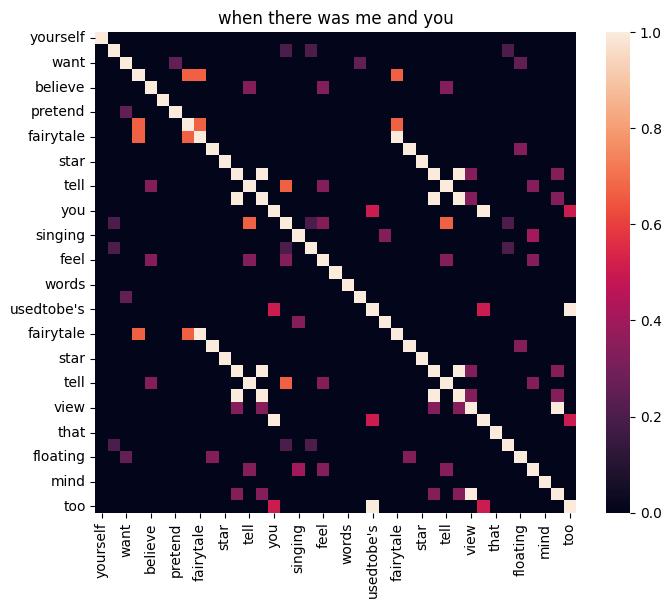 when there was me and you
yourself
want
believe
pretend
fairytale
star
tell
you
singing
feel
words
usedtobe's
fairytale
star
tell
view
that
floating
mind
too
yourself
want
believe
pretend
fairytale
star
tell
you
singing
feel
words
usedtobe's
fairytale
star
tell
view
that
floating
mind
too
1.0
0.8
0.6
0.4
0.2
0.0